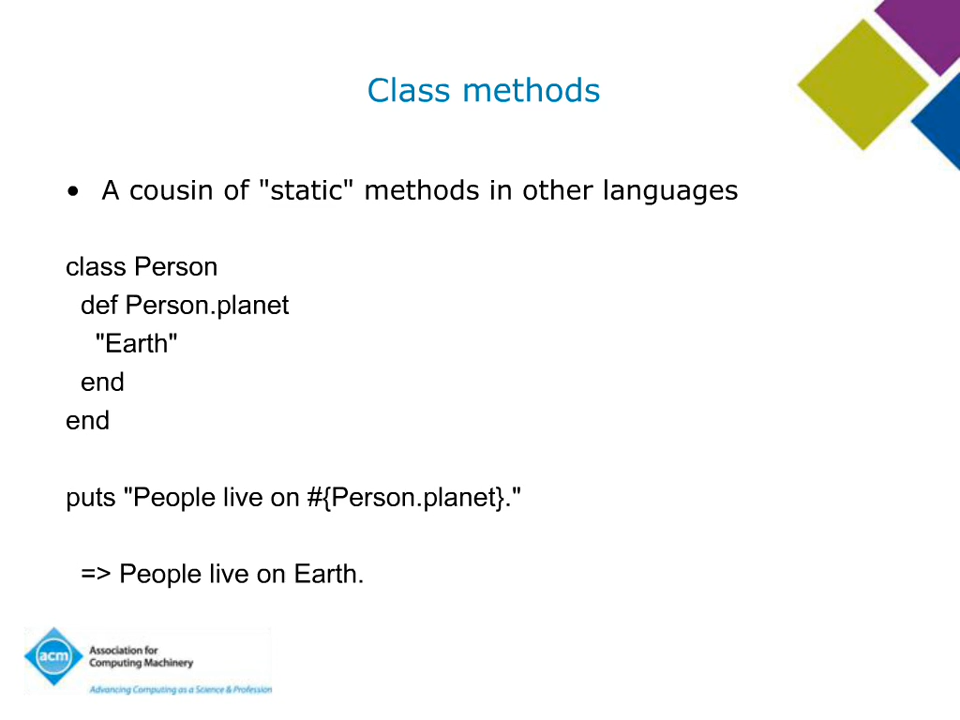 Class methods
• A cousin of "static" methods in other languages
class Person
  def Person.planet
    "Earth"
  end
end
puts "People live on #{Person.planet}."
  => People live on Earth.
acm
Association for
Computing Machinery
Advancing Computing as a Science & Profession